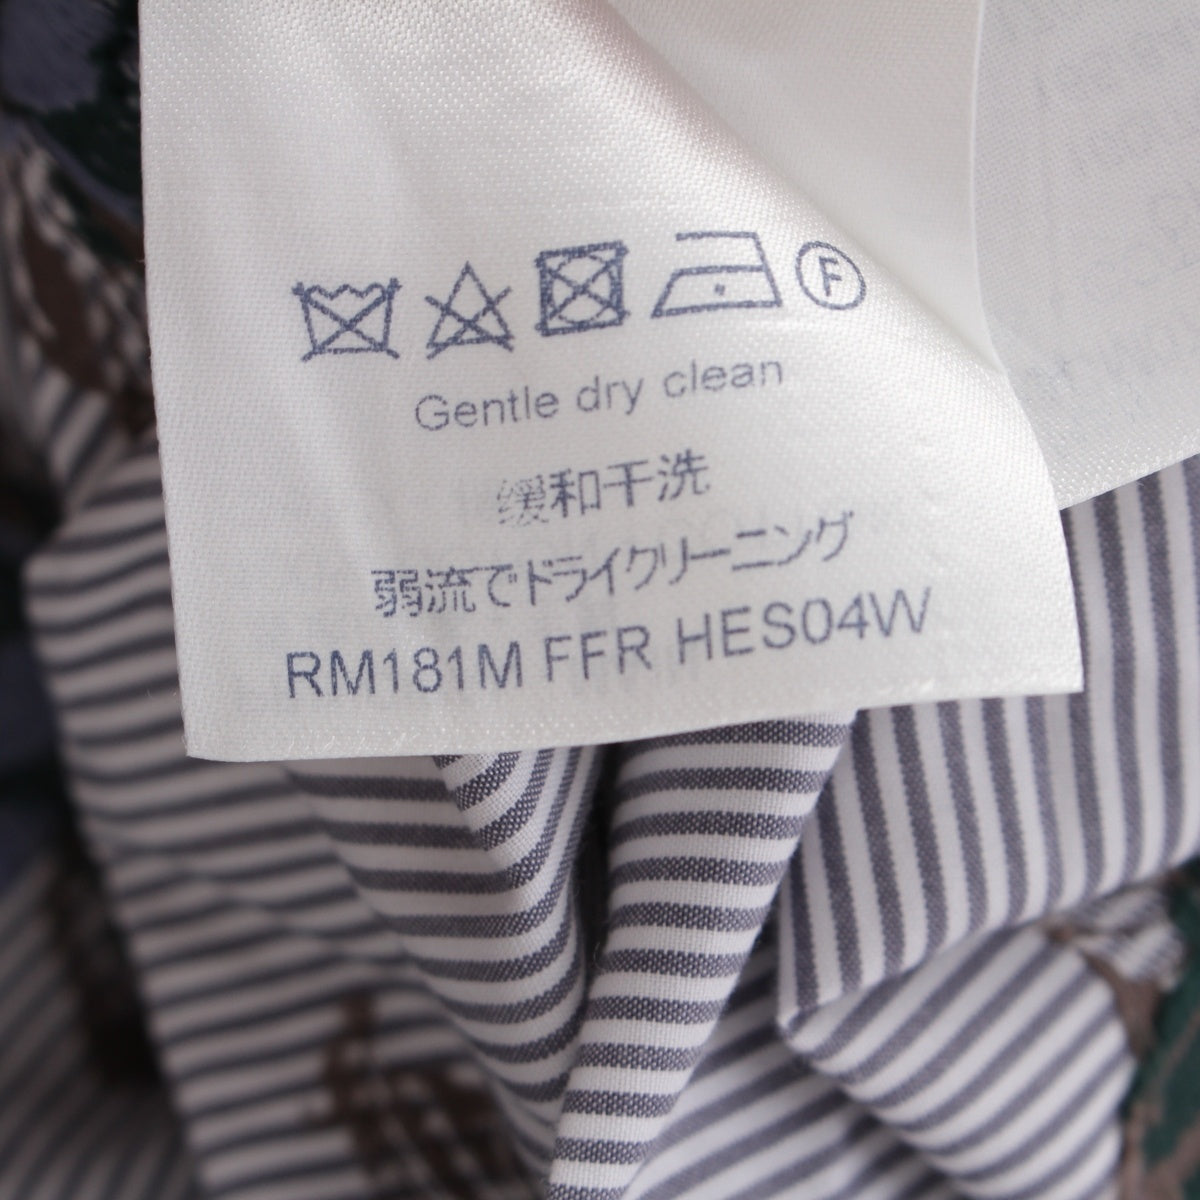 F
Gentle dry clean
缓和干洗
弱流でドライクリーニング
RM181M FFR HES04W